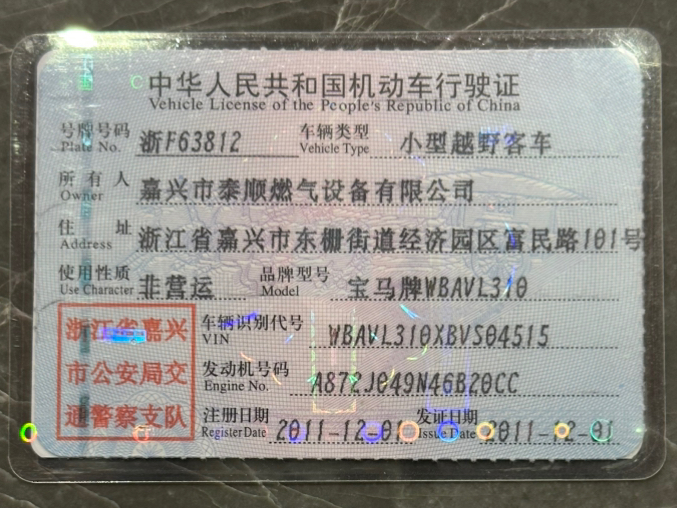 中华人民共和国机动车行驶证
Vehicle License of the People's Republic of China
号牌号码 浙F63812 车辆类型 小型越野客车
Plate No. Vehicle Type
所有人 嘉兴市泰顺燃气设备有限公司
Owner
住址 浙江省嘉兴市东栅街道经济园区富民路101号
Address
使用性质 非营运 品牌型号 宝马牌WBAVL310
Use Character Model
浙江省嘉兴
市公安局交
通警察支队
车辆识别代号 WBAVL310XBVS04515
VIN
发动机号码 A872J049N46B20CC
Engine No.
注册日期 2011-12-01 发证日期 2011-12-01
Register Date Issue Date